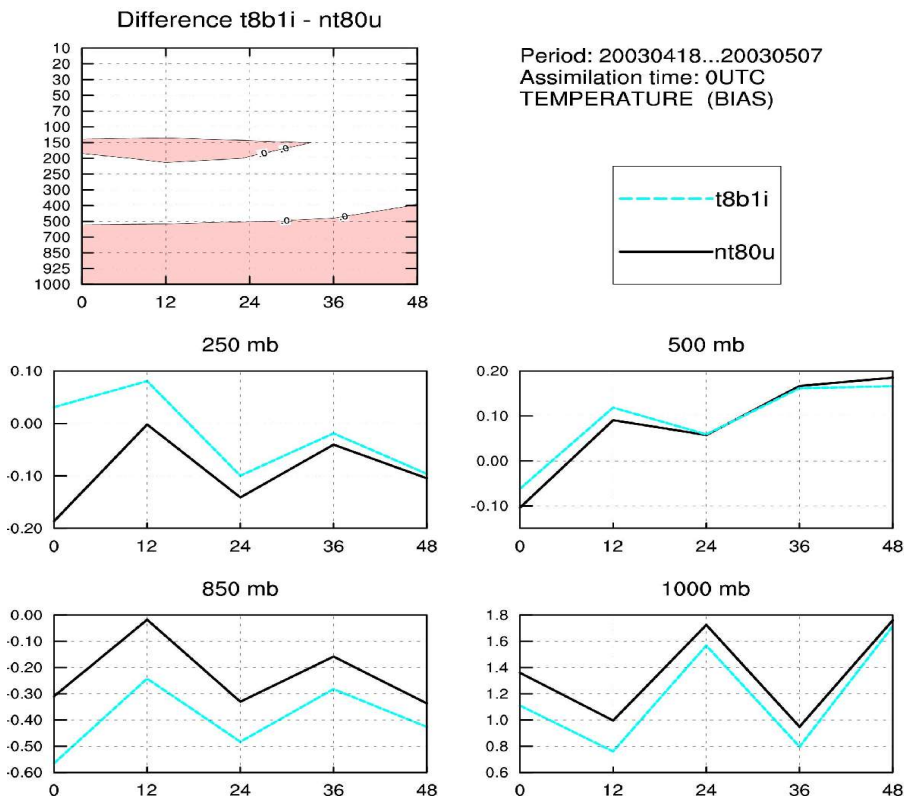 Difference t8b1i - nt80u
10
20
30
50
70
100
150
200
250
300
400
500
700
850
925
1000
.0
.0
.0
.0
0 12 24 36 48
Period: 20030418...20030507
Assimilation time: 0UTC
TEMPERATURE (BIAS)
t8b1i
nt80u
250 mb
0.10
0.00
-0.10
-0.20
0 12 24 36 48
500 mb
0.20
0.10
0.00
-0.10
0 12 24 36 48
850 mb
0.00
-0.10
-0.20
-0.30
-0.40
-0.50
-0.60
0 12 24 36 48
1000 mb
1.8
1.6
1.4
1.2
1.0
0.8
0.6
0 12 24 36 48